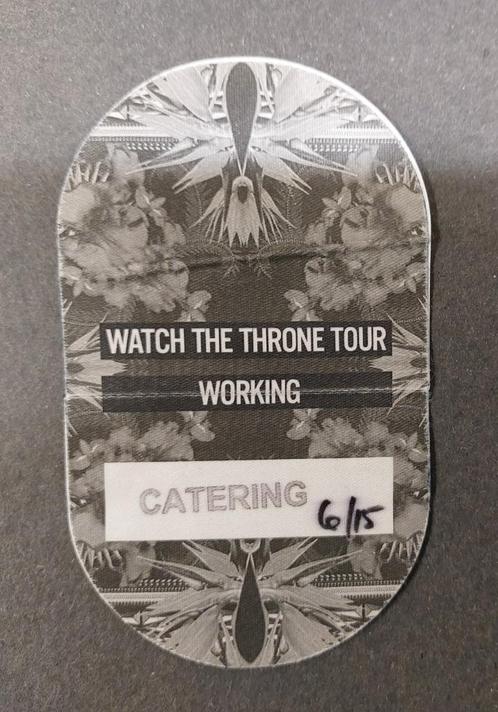 WATCH THE THRONE TOUR
WORKING
CATERING
6/15